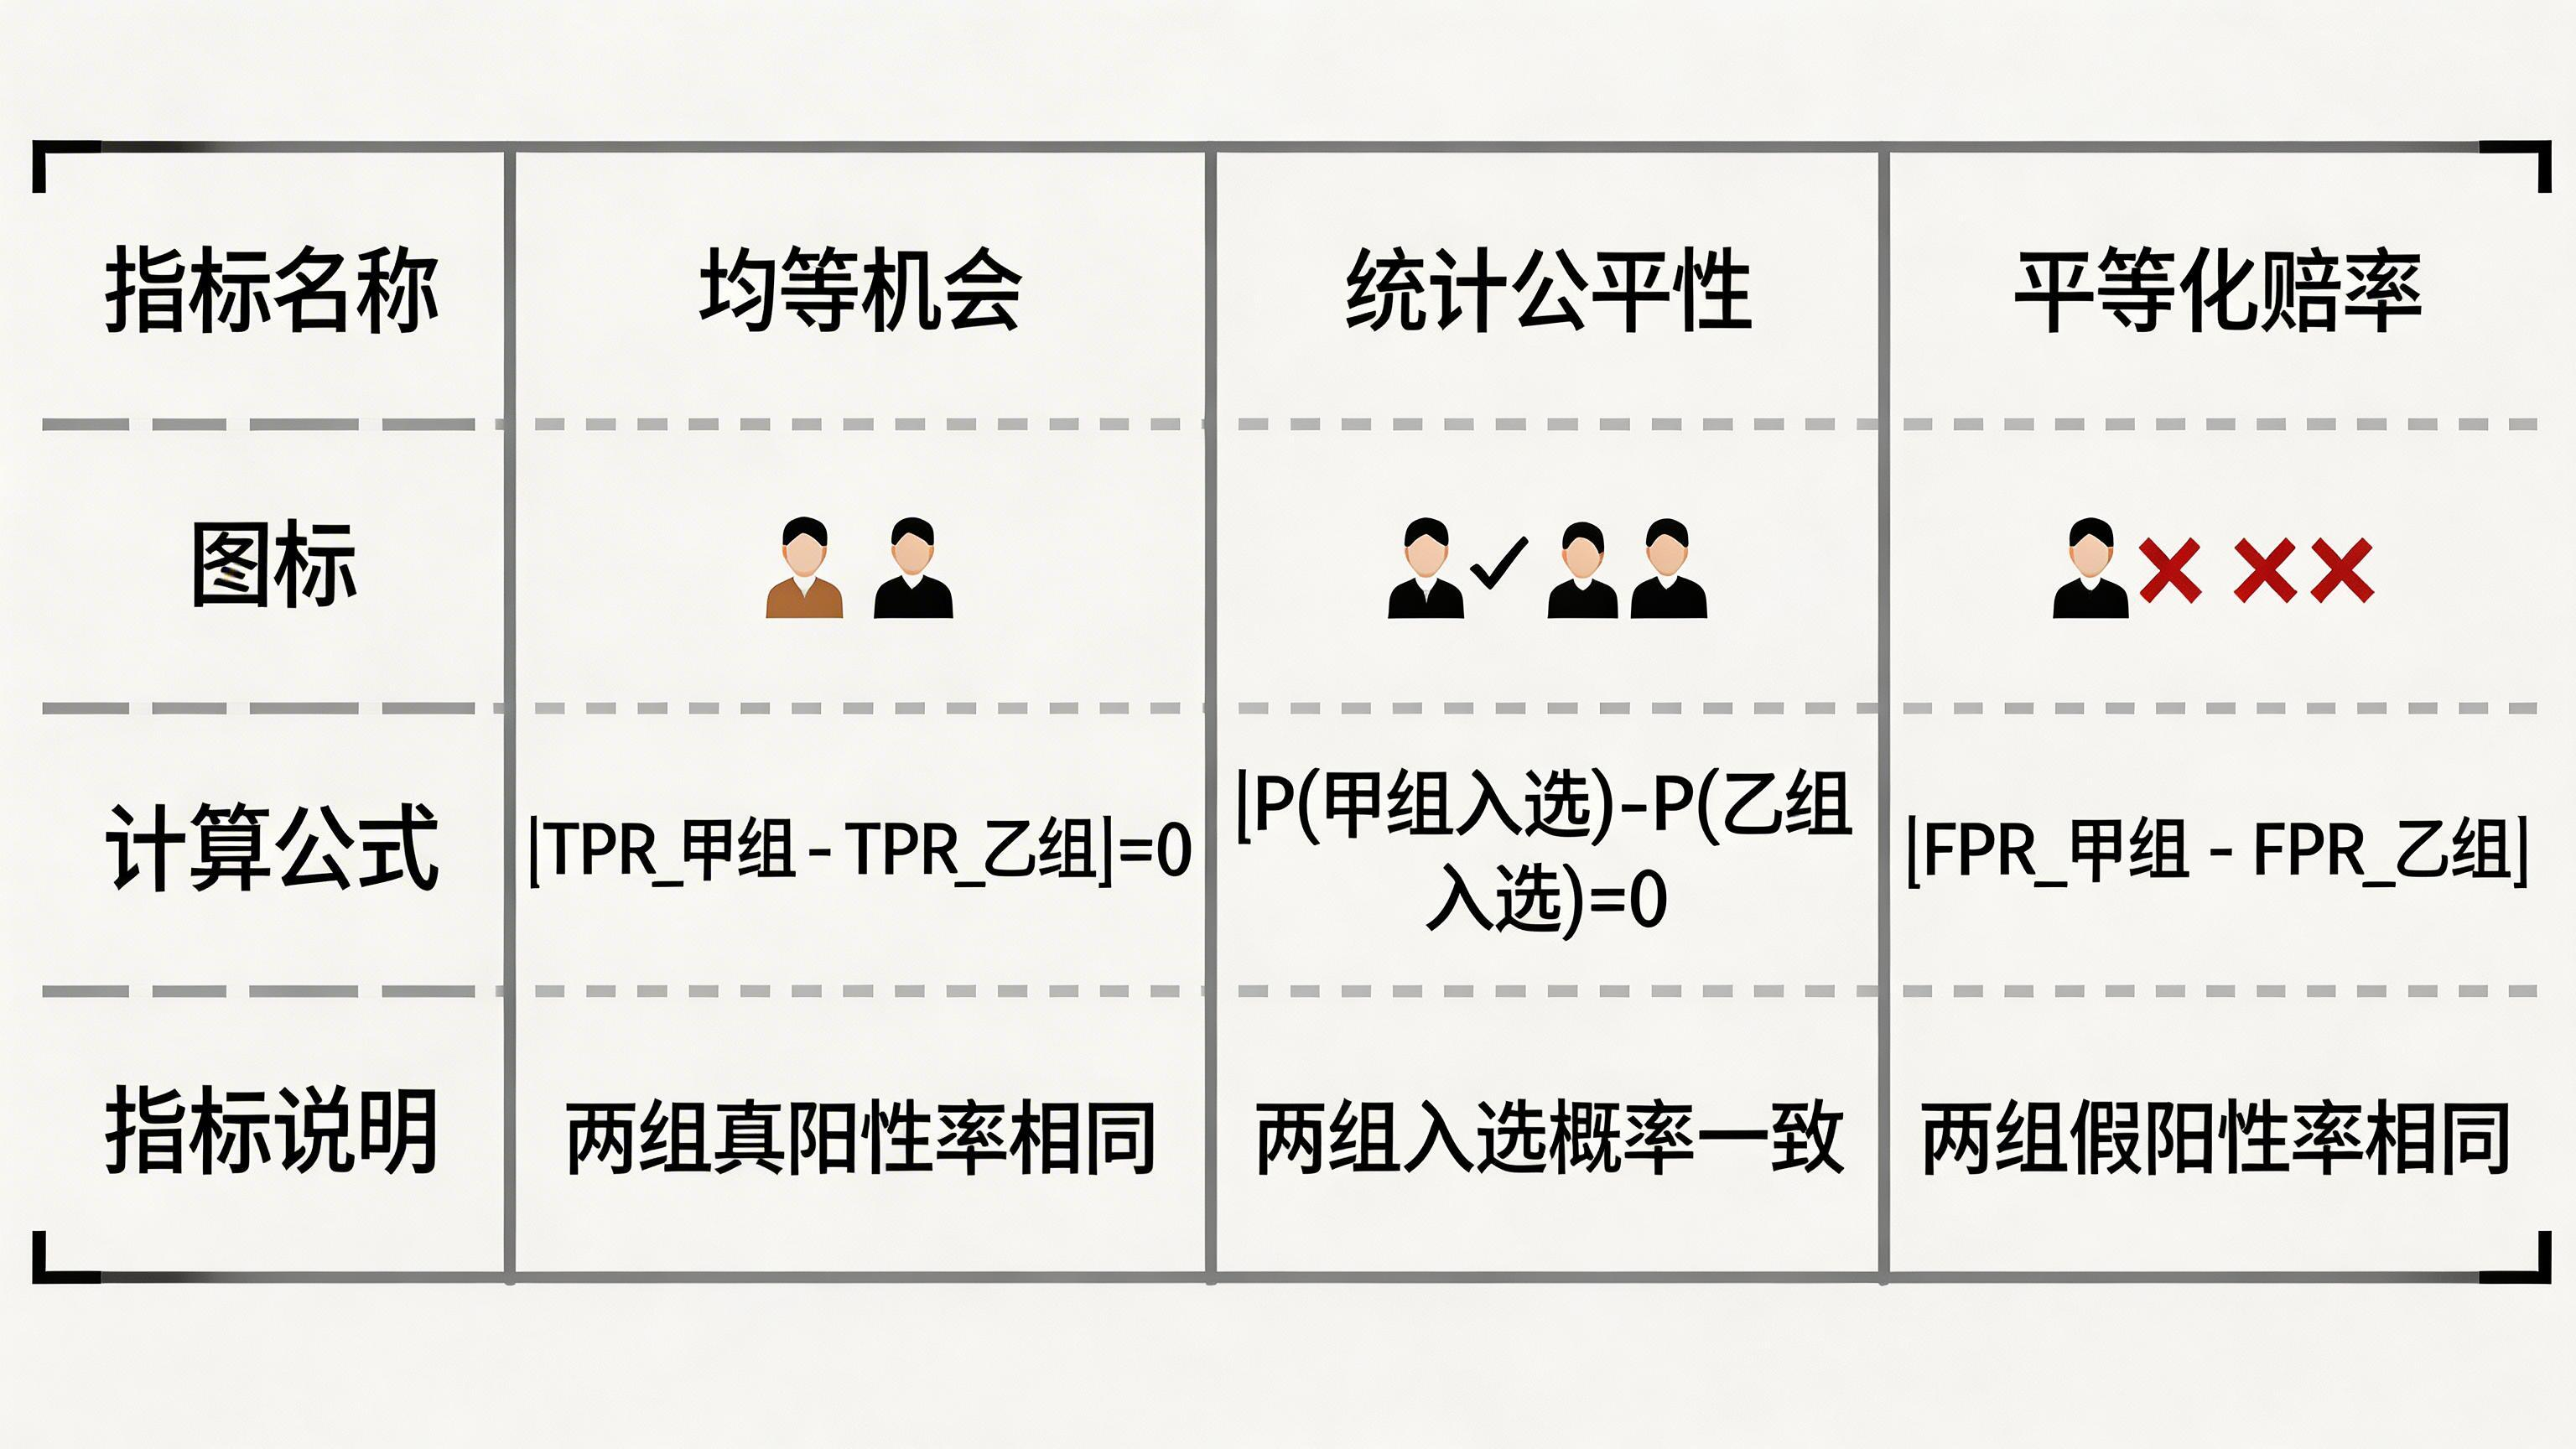 指标名称
均等机会
统计公平性
平等化赔率
图标
计算公式
[TPR_甲组 - TPR_乙组]=0
[P(甲组入选)-P(乙组
入选)=0
[FPR_甲组 - FPR_乙组]
指标说明
两组真阳性率相同
两组入选概率一致
两组假阳性率相同